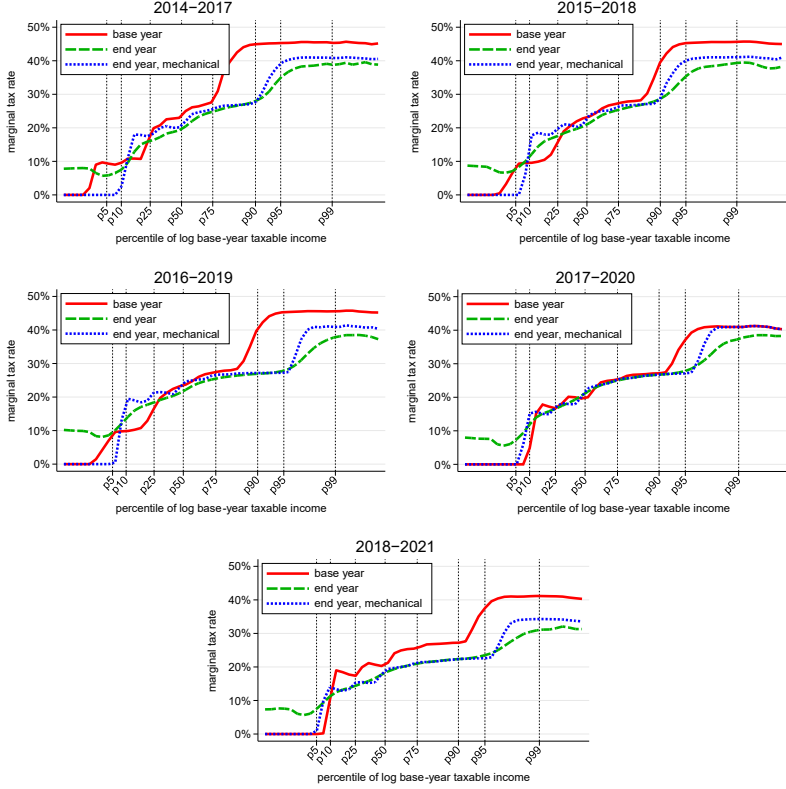 2014−2017
50%
40%
30%
20%
10%
0%
marginal tax rate
base year
end year
end year, mechanical
p5
p10
p25
p50
p75
p90
p95
p99
percentile of log base-year taxable income
2015−2018
50%
40%
30%
20%
10%
0%
marginal tax rate
base year
end year
end year, mechanical
p5
p10
p25
p50
p75
p90
p95
p99
percentile of log base-year taxable income
2016−2019
50%
40%
30%
20%
10%
0%
marginal tax rate
base year
end year
end year, mechanical
p5
p10
p25
p50
p75
p90
p95
p99
percentile of log base-year taxable income
2017−2020
50%
40%
30%
20%
10%
0%
marginal tax rate
base year
end year
end year, mechanical
p5
p10
p25
p50
p75
p90
p95
p99
percentile of log base-year taxable income
2018−2021
50%
40%
30%
20%
10%
0%
marginal tax rate
base year
end year
end year, mechanical
p5
p10
p25
p50
p75
p90
p95
p99
percentile of log base-year taxable income